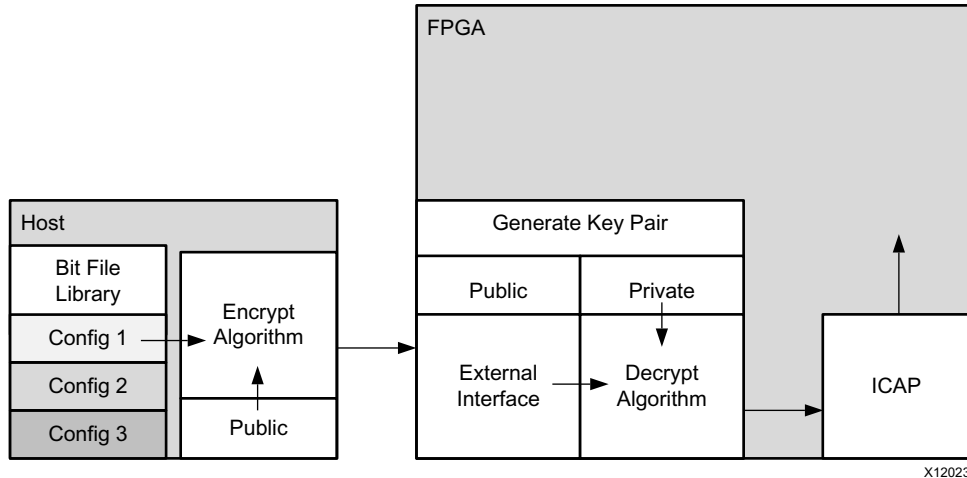 FPGA
Host
Bit File
Library
Config 1
Config 2
Config 3
Encrypt
Algorithm
Public
Generate Key Pair
Public
Private
External
Interface
Decrypt
Algorithm
ICAP
X12023